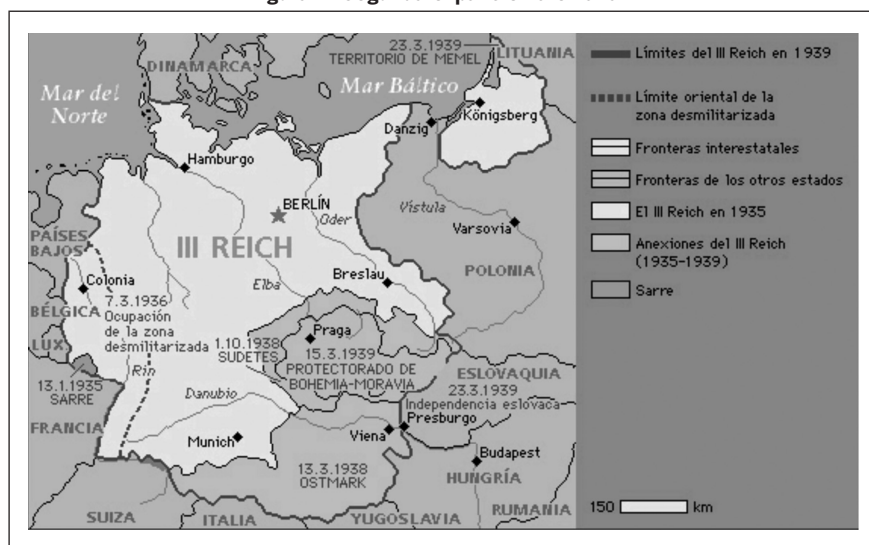 23.3.1939
TERRITORIO DE MEMEL
LITUANIA
DINAMARCA
Mar del
Norte
Mar Báltico
Königsberg
Danzig
Hamburgo
BERLÍN
Oder
Vístula
Varsovia
PAÍSES
BAJOS
III REICH
POLONIA
Colonia
Elba
Breslau
BÉLGICA
7.3.1936
Ocupación
de la zona
desmilitarizada
LUX.
1.10.1938
SUDETES
Praga
15.3.1939
PROTECTORADO DE
BOHEMIA-MORAVIA
ESLOVAQUIA
23.3.1939
Independencia eslovaca
13.1.1935
SARRE
Rin
Danubio
Presburgo
FRANCIA
Munich
Viena
Budapest
13.3.1938
OSTMARK
HUNGRÍA
SUIZA
ITALIA
YUGOSLAVIA
RUMANIA
Límites del III Reich en 1939
Límite oriental de la
zona desmilitarizada
Fronteras interestatales
Fronteras de los otros estados
El III Reich en 1935
Anexiones del III Reich
(1935-1939)
Sarre
150 km